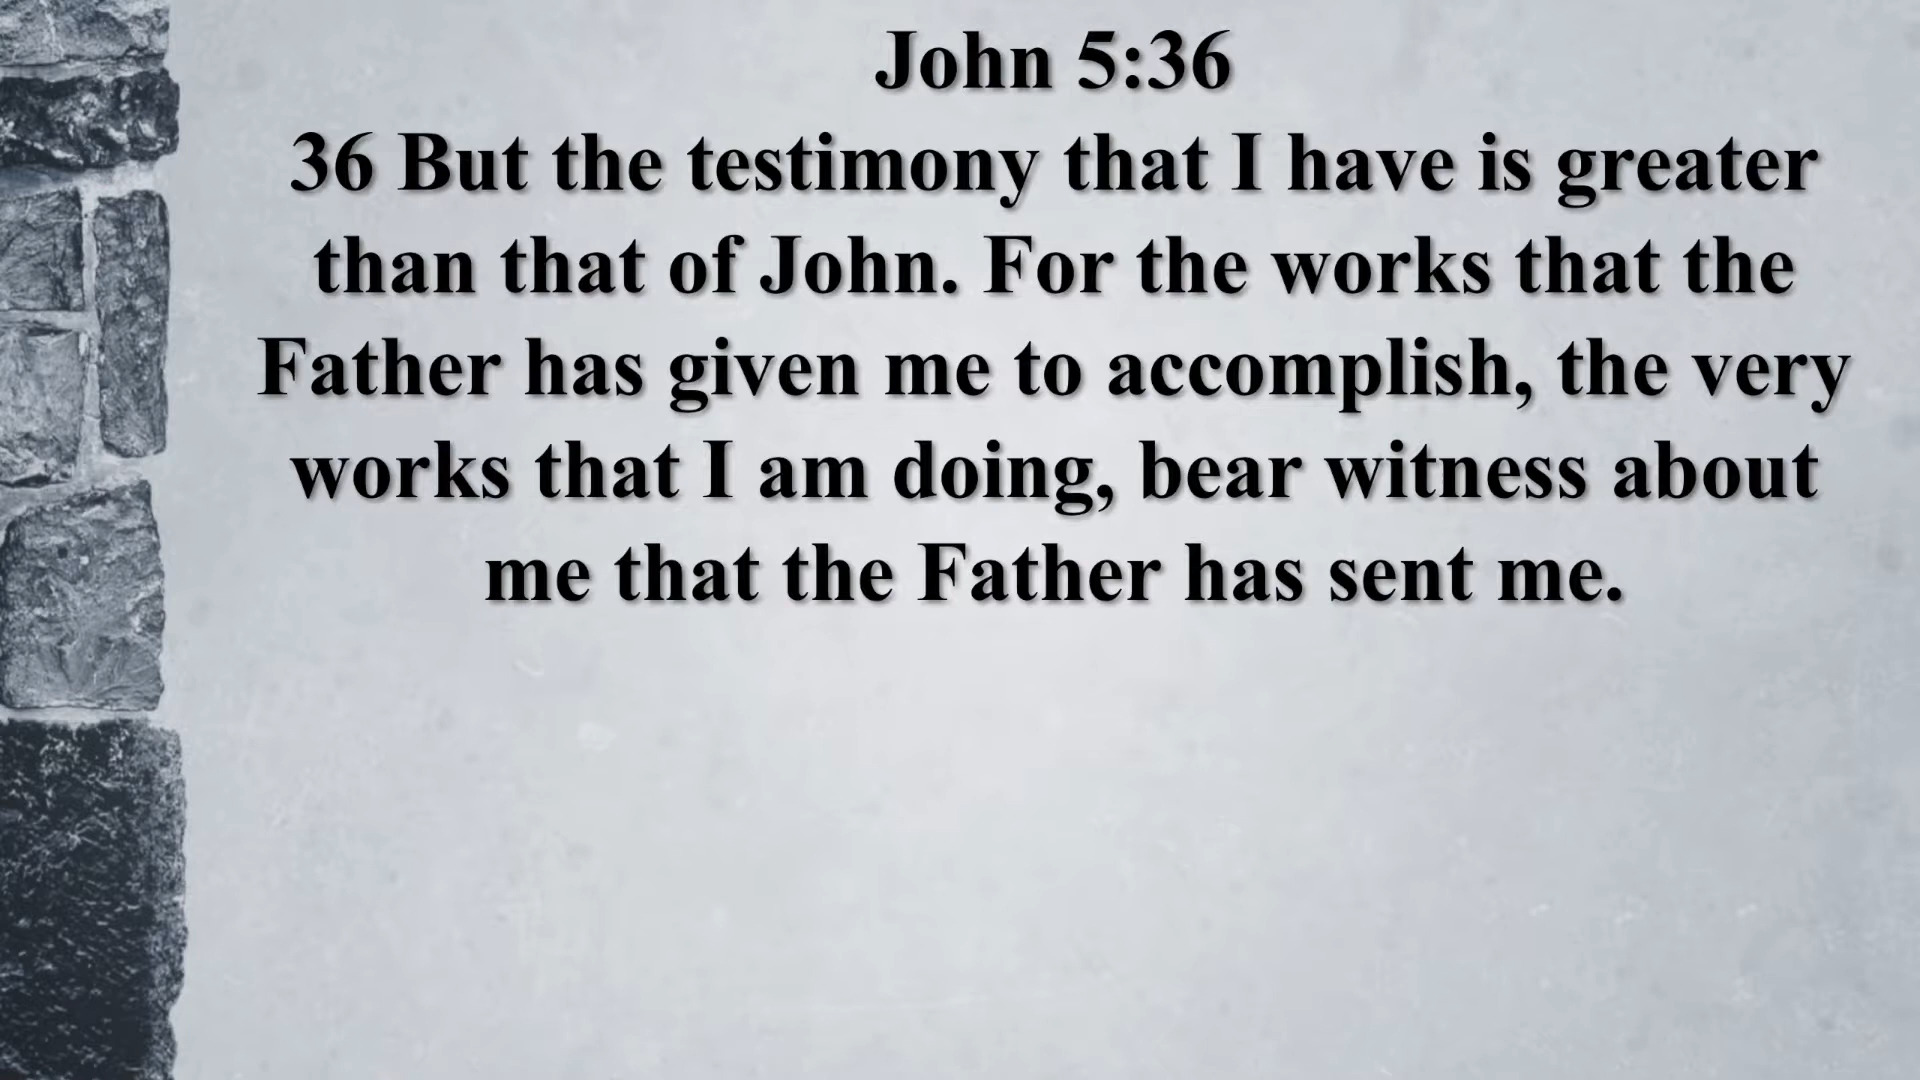 John 5:36
36 But the testimony that I have is greater
than that of John. For the works that the
Father has given me to accomplish, the very
works that I am doing, bear witness about
me that the Father has sent me.